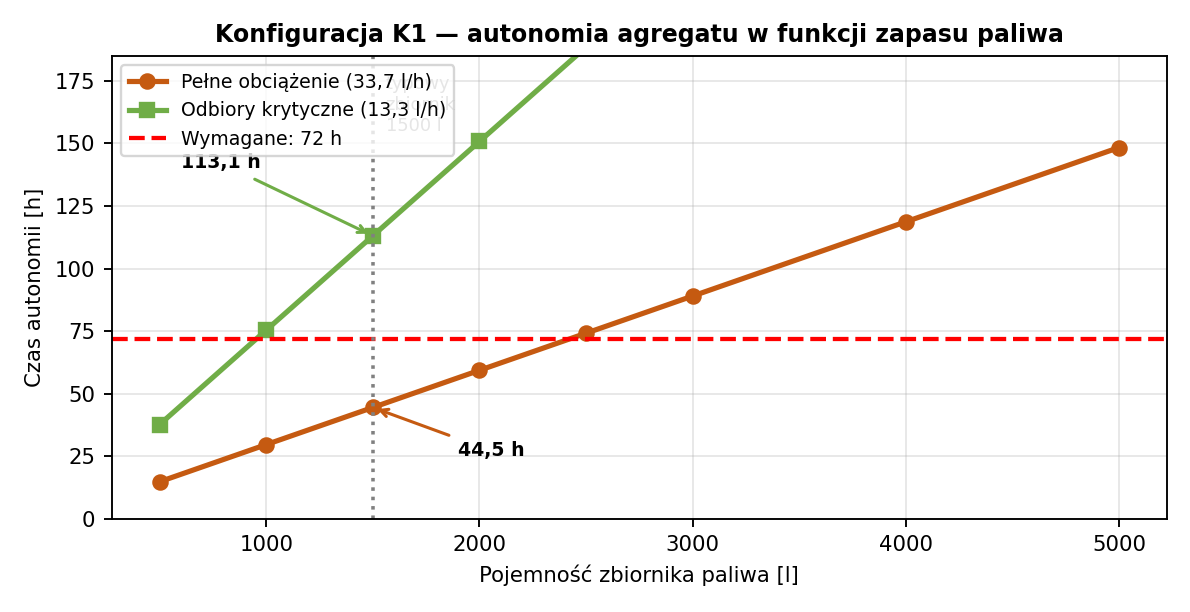 Konfiguracja K1 — autonomia agregatu w funkcji zapasu paliwa
Pełne obciążenie (33,7 l/h)
Odbiory krytyczne (13,3 l/h)
Wymagane: 72 h
1500 l
113,1 h
44,5 h
Czas autonomii [h]
175
150
125
100
75
50
25
0
1000
2000
3000
4000
5000
Pojemność zbiornika paliwa [l]